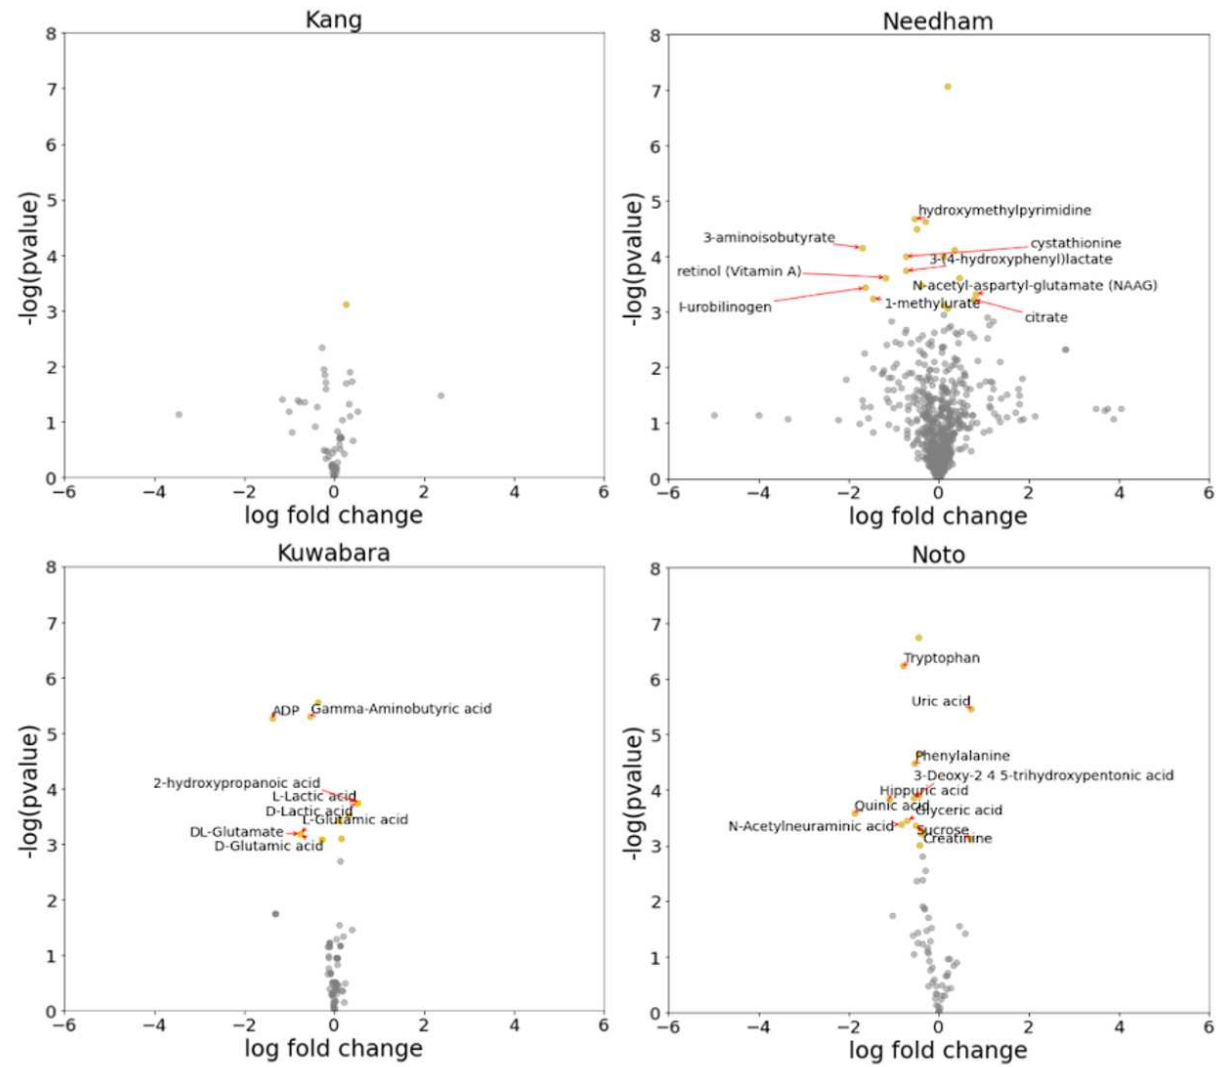 Kang
8
7
6
5
4
3
2
1
0
-log(pvalue)
−6 −4 −2 0 2 4 6
log fold change
Needham
8
7
6
5
4
3
2
1
0
-log(pvalue)
hydroxymethylpyrimidine
3-aminoisobutyrate
cystathionine
3-(4-hydroxyphenyl)lactate
retinol (Vitamin A)
N-acetyl-aspartyl-glutamate (NAAG)
I-urobilinogen
1-methylurate
citrate
−6 −4 −2 0 2 4 6
log fold change
Kuwabara
8
7
6
5
4
3
2
1
0
-log(pvalue)
ADP
Gamma-Aminobutyric acid
2-hydroxypropanoic acid
L-Lactic acid
D-Lactic acid
L-Glutamic acid
DL-Glutamate
D-Glutamic acid
−6 −4 −2 0 2 4 6
log fold change
Noto
8
7
6
5
4
3
2
1
0
-log(pvalue)
Tryptophan
Uric acid
Phenylalanine
3-Deoxy-2 4 5-trihydroxypentonic acid
Hippuric acid
Quinic acid
Glyceric acid
N-Acetylneuraminic acid
Sucrose
Creatinine
−6 −4 −2 0 2 4 6
log fold change